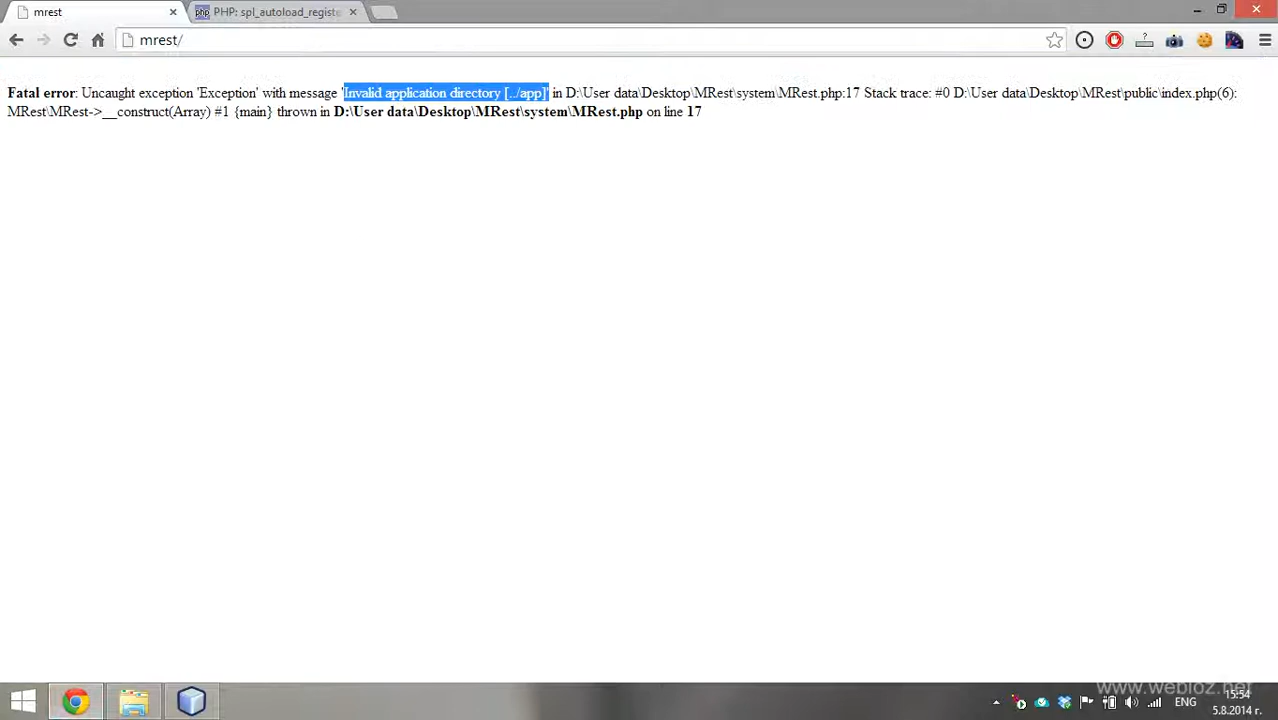 mrest
PHP: spl_autoload_registe
mrest/
Fatal error: Uncaught exception 'Exception' with message 'Invalid application directory [../app]' in D:\User data\Desktop\MRest\system\MRest.php:17 Stack trace: #0 D:\User data\Desktop\MRest\public\index.php(6):
MRest\MRest->__construct(Array) #1 {main} thrown in D:\User data\Desktop\MRest\system\MRest.php on line 17
www.webloz.net
15:54
ENG
5.8.2014 г.